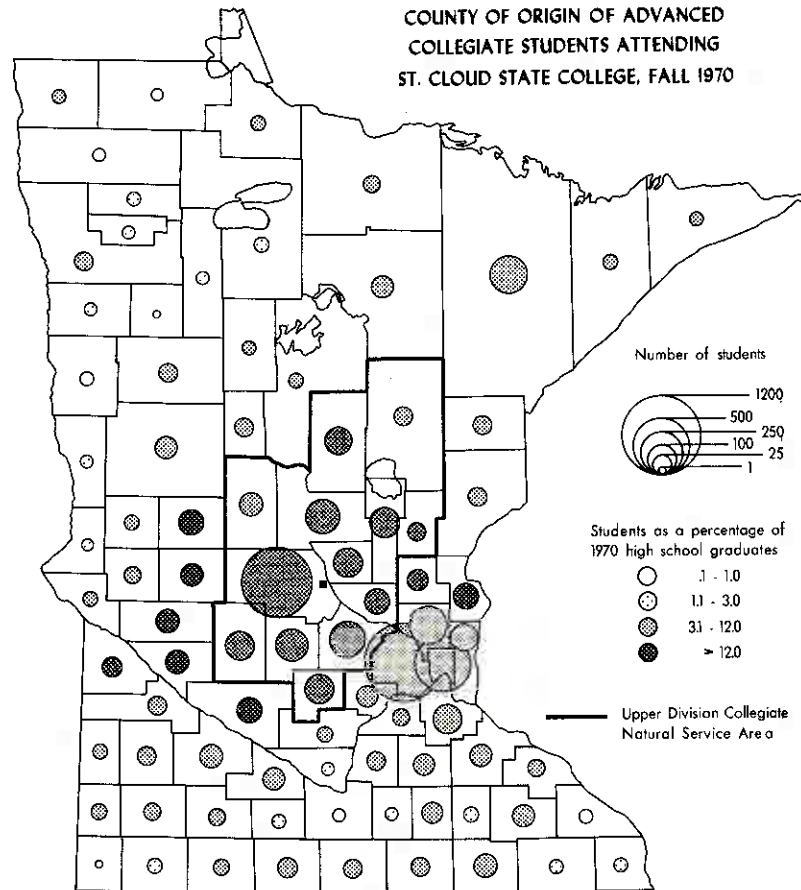 COUNTY OF ORIGIN OF ADVANCED
COLLEGIATE STUDENTS ATTENDING
ST. CLOUD STATE COLLEGE, FALL 1970
Number of students
1200
500
250
100
25
1
Students as a percentage of
1970 high school graduates
.1 - 1.0
1.1 - 3.0
3.1 - 12.0
> 12.0
Upper Division Collegiate
Natural Service Area